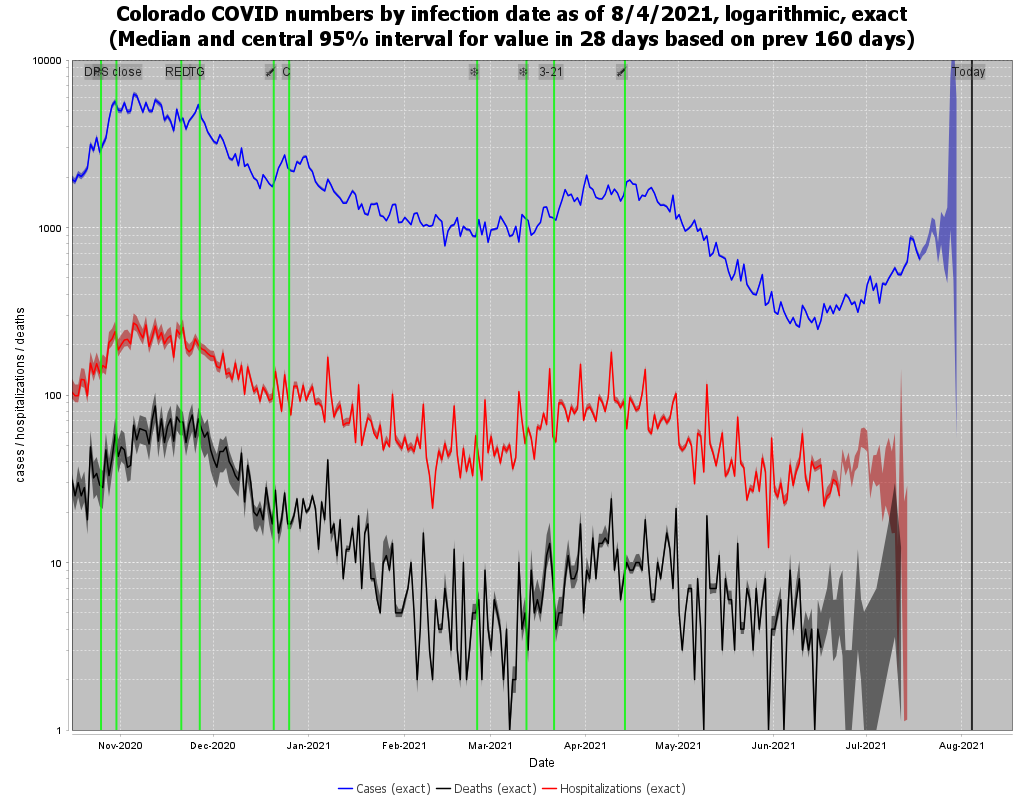 Colorado COVID numbers by infection date as of 8/4/2021, logarithmic, exact
(Median and central 95% interval for value in 28 days based on prev 160 days)
10000
1000
100
10
1
close
RED
TG
C
3-21
Today
cases / hospitalizations / deaths
Nov-2020
Dec-2020
Jan-2021
Feb-2021
Mar-2021
Apr-2021
May-2021
Jun-2021
Jul-2021
Aug-2021
Date
Cases (exact)
Deaths (exact)
Hospitalizations (exact)